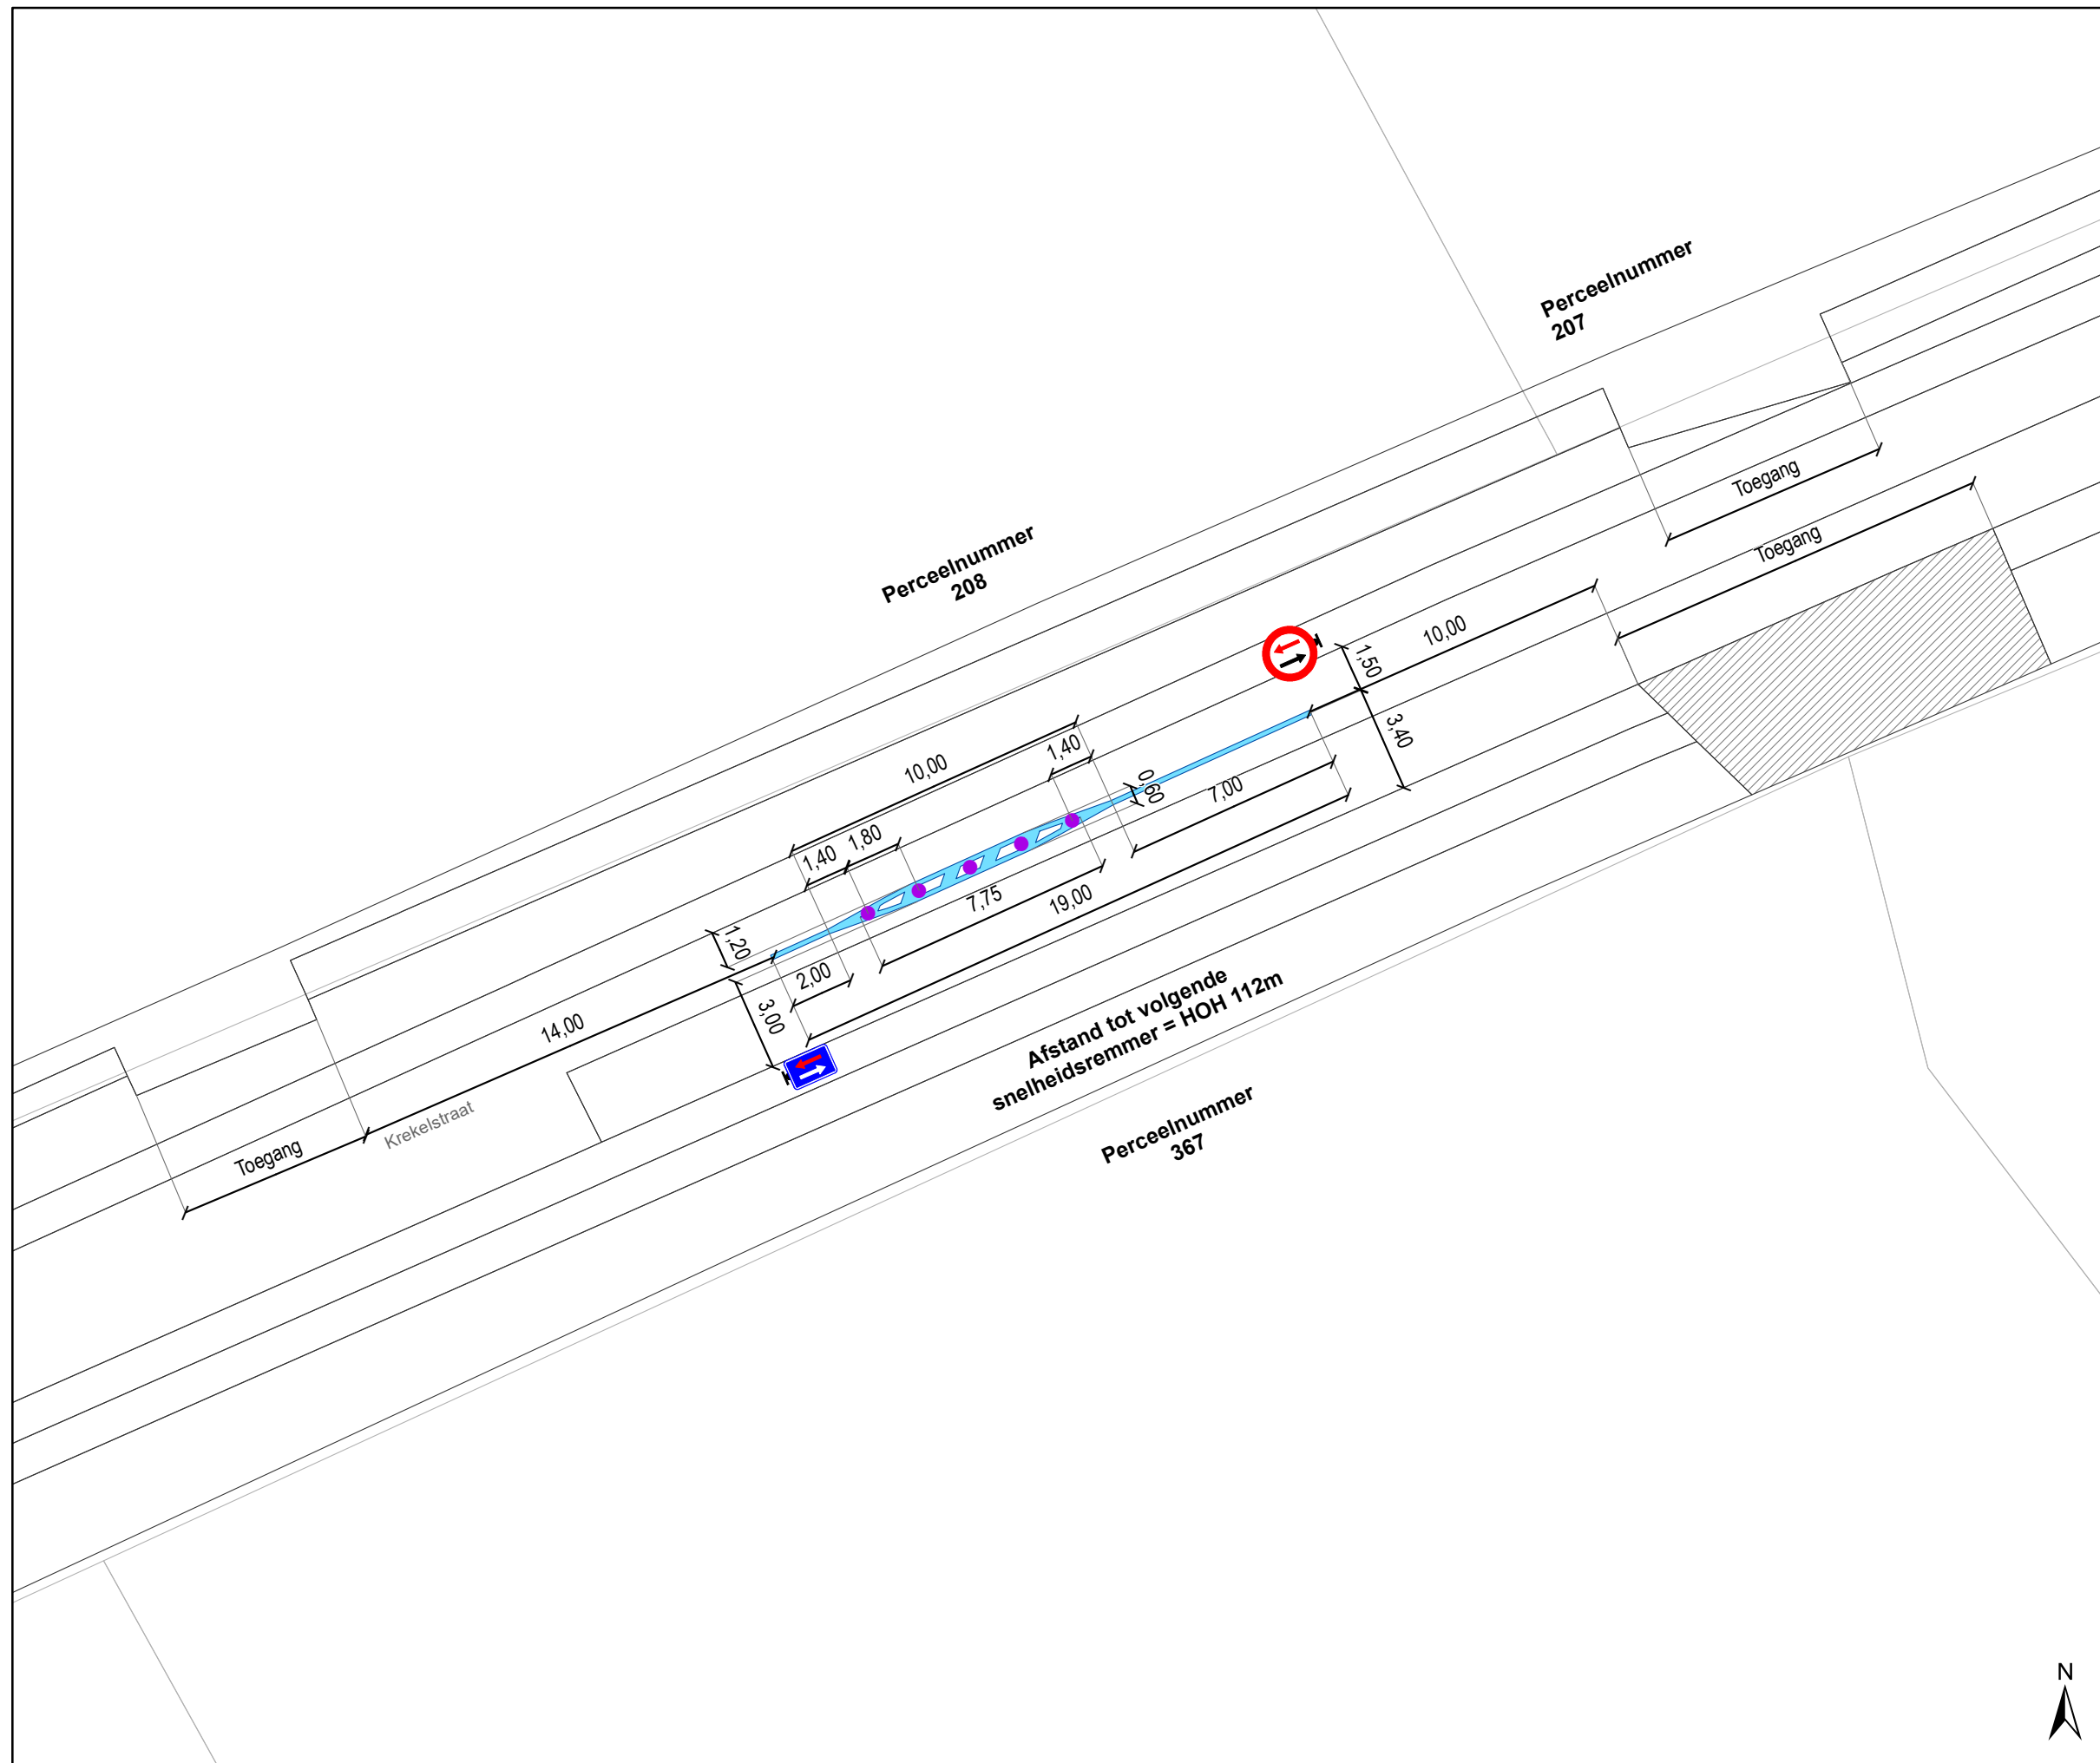 Perceelnummer
207
Toegang
Toegang
Perceelnummer
208
10,00
1,50
3,40
10,00
1,40
0,60
7,00
1,40
1,80
7,75
19,00
1,20
2,00
3,00
14,00
Afstand tot volgende
snelheidsremmer = HOH 112m
Perceelnummer
367
Krekelstraat
Toegang
N